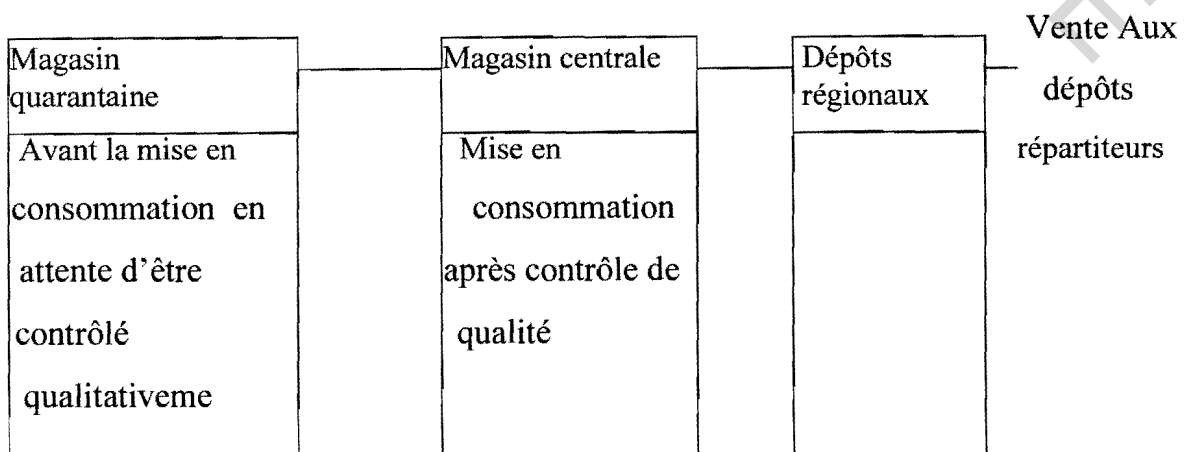 Magasin
quarantaine
Avant la mise en
consommation en
attente d'être
contrôlé
qualitativeme
Magasin centrale
Mise en
consommation
après contrôle de
qualité
Dépôts
régionaux
Vente Aux
dépôts
répartiteurs